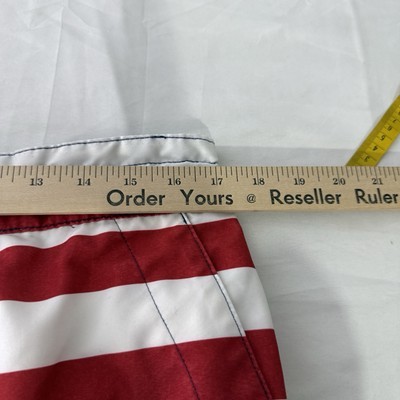 13 14 15 16 17 18 19 20 21
Order Yours @ Reseller Ruler